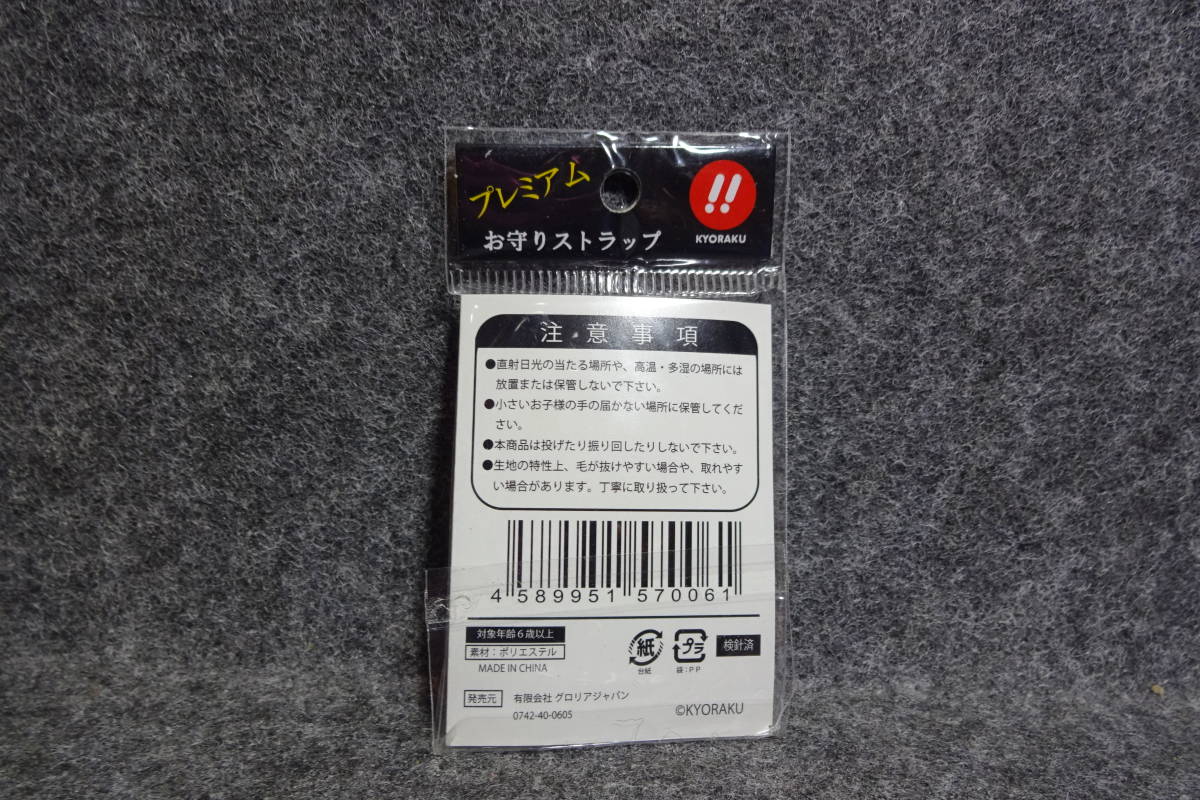 プレミアム
お守りストラップ
!!
KYORAKU
注意事項
●直射日光の当たる場所や、高温・多湿の場所には
放置または保管しないで下さい。
●小さいお子様の手の届かない場所に保管してくだ
さい。
●本商品は投げたり振り回したりしないで下さい。
●生地の特性上、毛が抜けやすい場合や、取れやす
い場合があります。丁寧に取り扱って下さい。
4 589951 570061
対象年齢6歳以上
素材：ポリエステル
MADE IN CHINA
紙
台紙
プラ
袋：PP
検針済
発売元 有限会社 グロリアジャパン
0742-40-0605
©KYORAKU